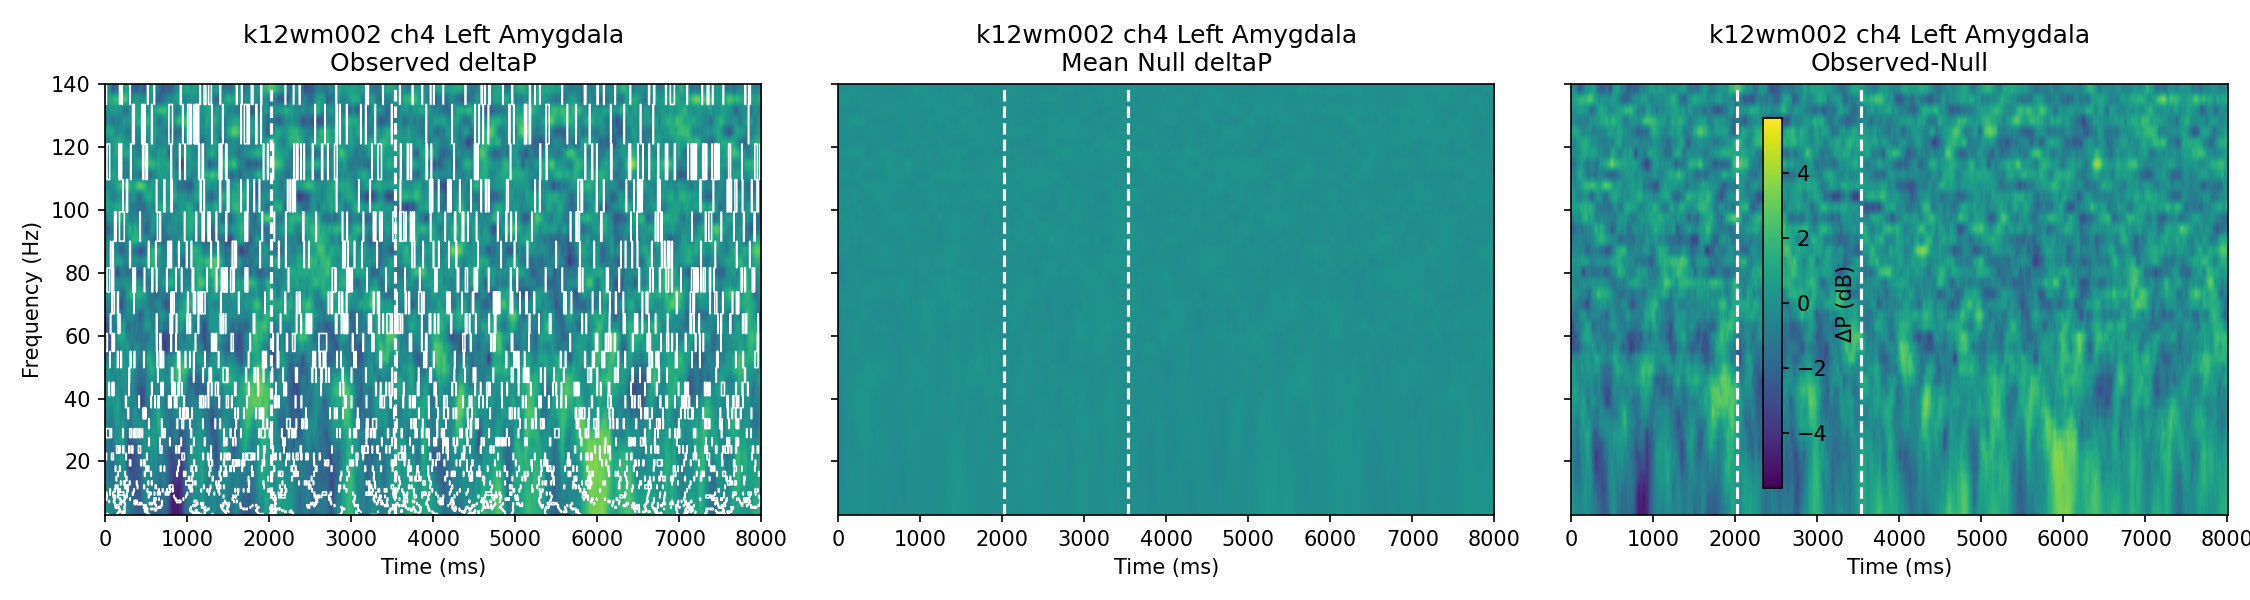 k12wm002 ch4 Left Amygdala
Observed deltaP
k12wm002 ch4 Left Amygdala
Mean Null deltaP
k12wm002 ch4 Left Amygdala
Observed-Null
140
120
100
80
60
40
20
Frequency (Hz)
4
2
0
−2
−4
ΔP (dB)
0 1000 2000 3000 4000 5000 6000 7000 8000
0 1000 2000 3000 4000 5000 6000 7000 8000
0 1000 2000 3000 4000 5000 6000 7000 8000
Time (ms)
Time (ms)
Time (ms)